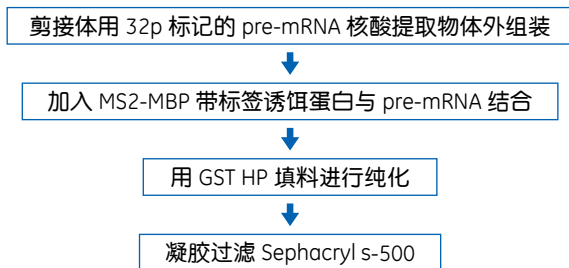 剪接体用 32p 标记的 pre-mRNA 核酸提取物体外组装
加入 MS2-MBP 带标签诱饵蛋白与 pre-mRNA 结合
用 GST HP 填料进行纯化
凝胶过滤 Sephacryl s-500